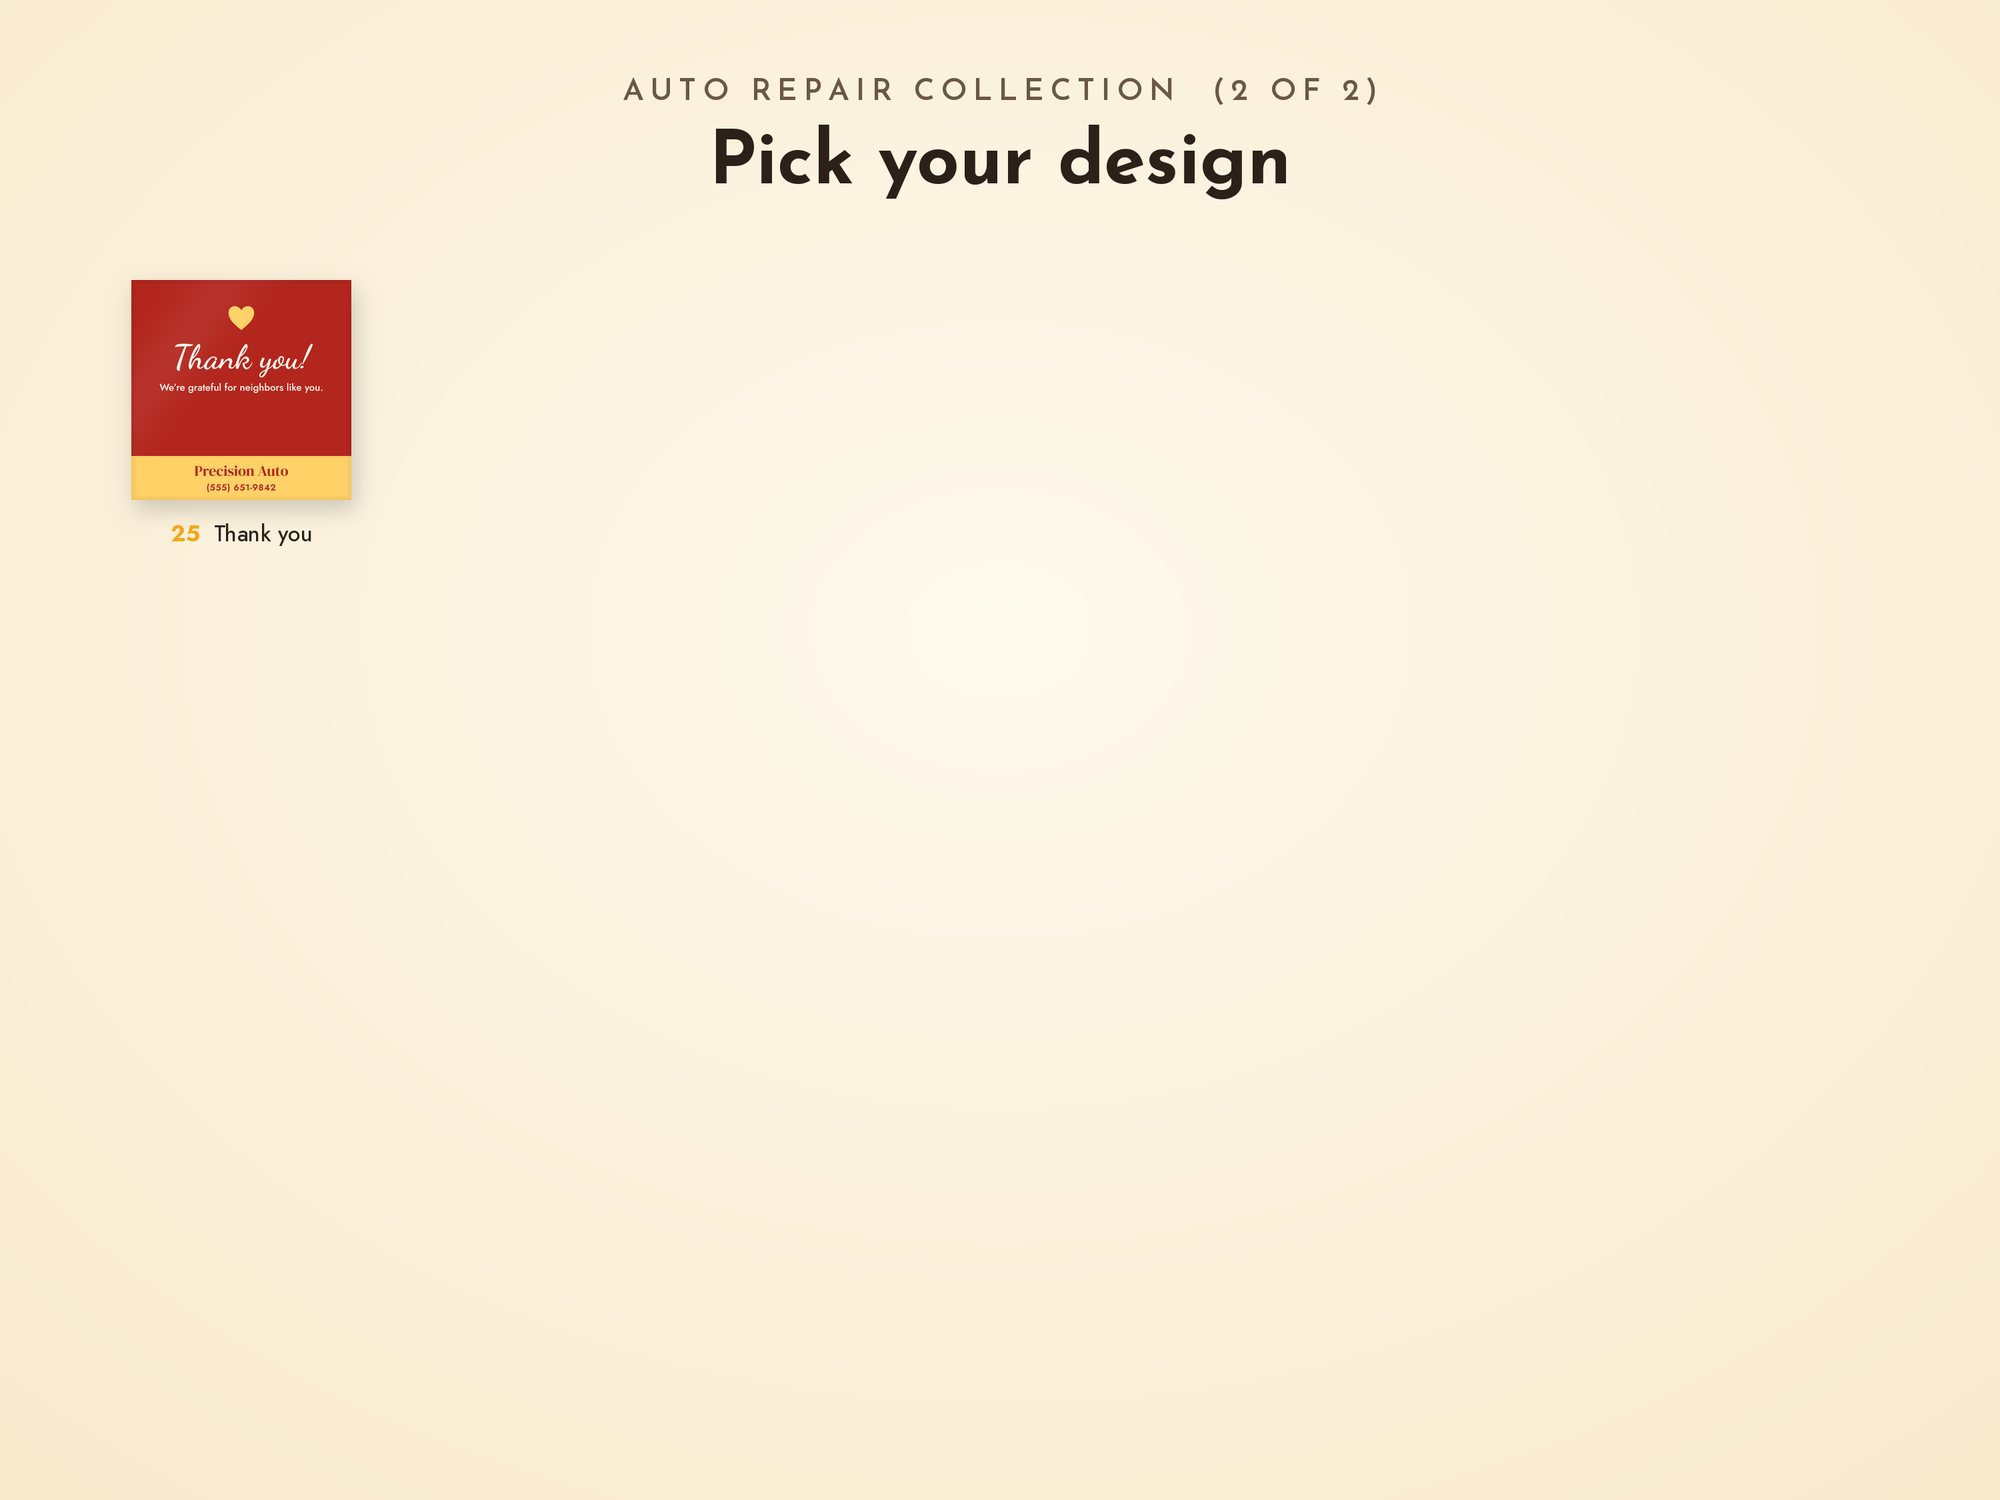 AUTO REPAIR COLLECTION (2 OF 2)
Pick your design
Thank you!
We're grateful for neighbors like you.
Precision Auto
(555) 651-9842
25 Thank you